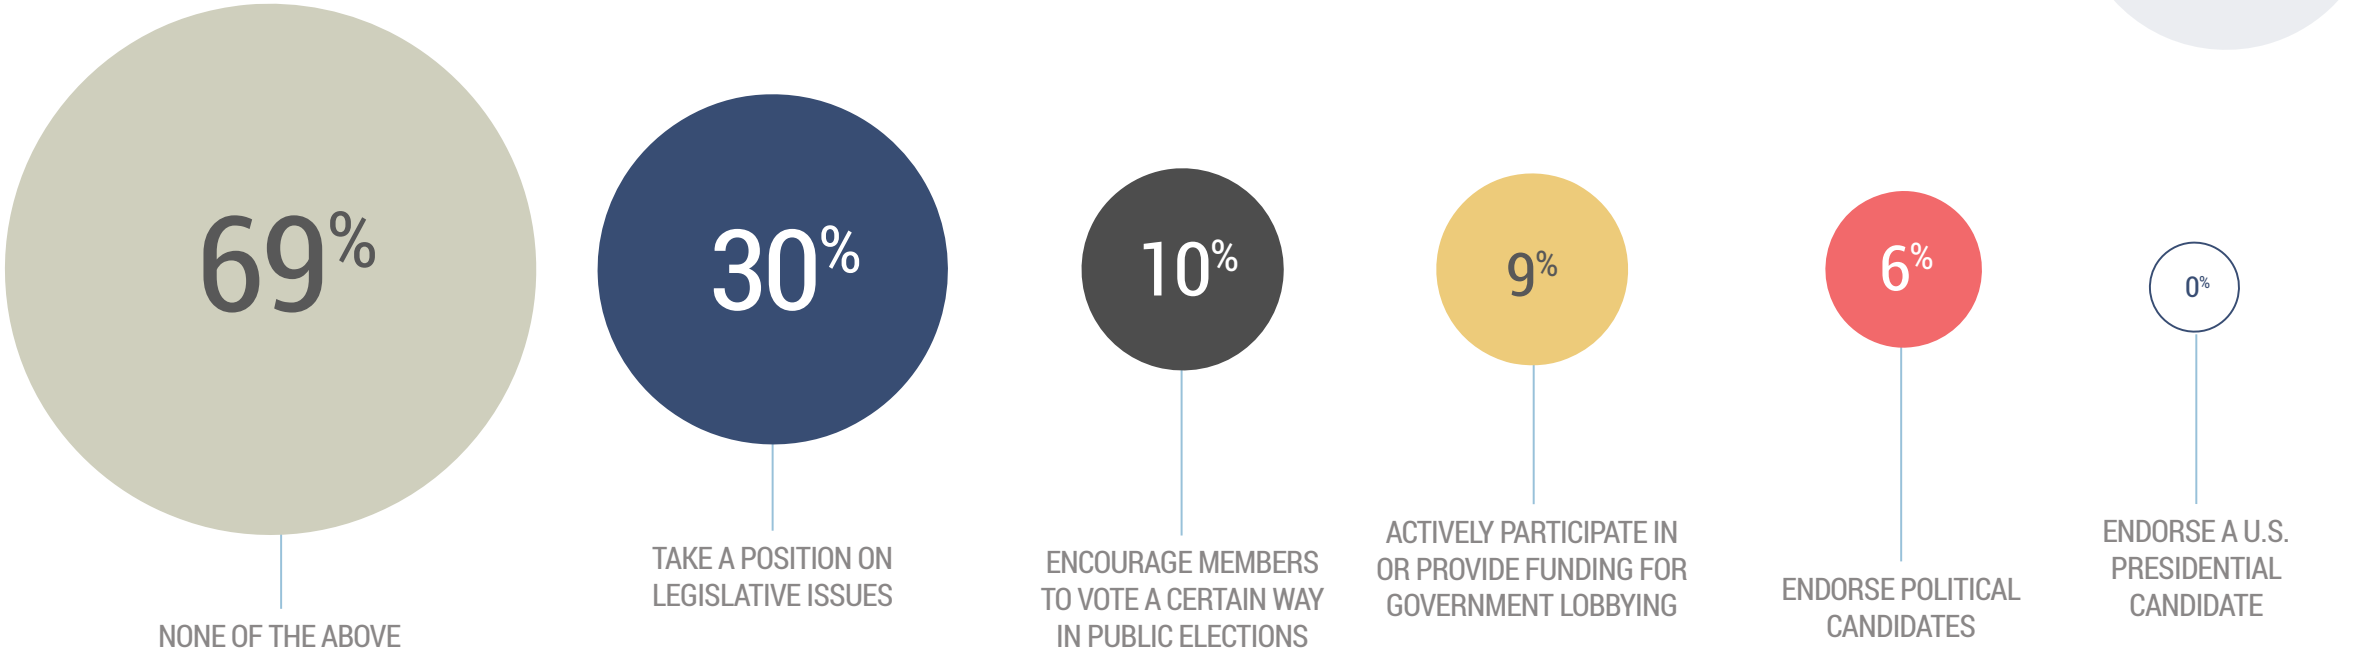 69%
NONE OF THE ABOVE
30%
TAKE A POSITION ON
LEGISLATIVE ISSUES
10%
ENCOURAGE MEMBERS
TO VOTE A CERTAIN WAY
IN PUBLIC ELECTIONS
9%
ACTIVELY PARTICIPATE IN
OR PROVIDE FUNDING FOR
GOVERNMENT LOBBYING
6%
ENDORSE POLITICAL
CANDIDATES
0%
ENDORSE A U.S.
PRESIDENTIAL
CANDIDATE